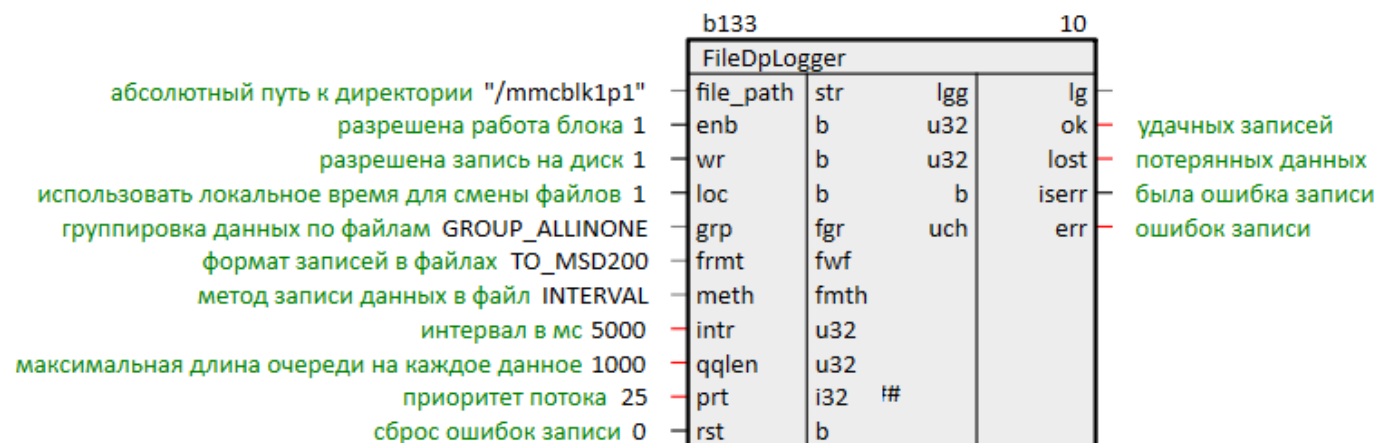 b133 10
FileDpLogger
абсолютный путь к директории "/mmcblk1p1" file_path str lgg lg
разрешена работа блока 1 enb b u32 ok удачных записей
разрешена запись на диск 1 wr b u32 lost потерянных данных
использовать локальное время для смены файлов 1 loc b b iserr была ошибка записи
группировка данных по файлам GROUP_ALLINONE grp fgr uch err ошибок записи
формат записей в файлах TO_MSD200 frmt fwf
метод записи данных в файл INTERVAL meth fmth
интервал в мс 5000 intr u32
максимальная длина очереди на каждое данное 1000 qqlen u32
приоритет потока 25 prt i32 ##
сброс ошибок записи 0 rst b